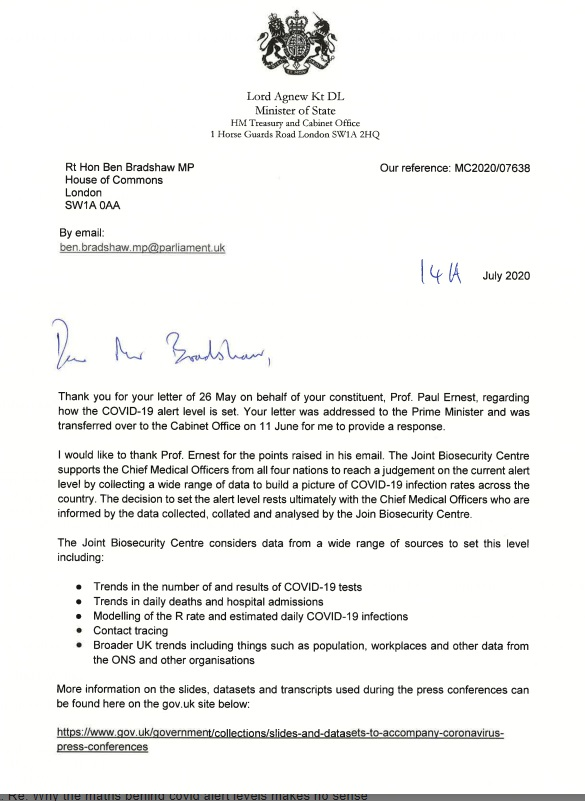 Lord Agnew Kt DL
Minister of State
HM Treasury and Cabinet Office
1 Horse Guards Road London SW1A 2HQ
Rt Hon Ben Bradshaw MP
House of Commons
London
SW1A 0AA
Our reference: MC2020/07638
By email:
ben.bradshaw.mp@parliament.uk
14th July 2020
Dear Mr Bradshaw,
Thank you for your letter of 26 May on behalf of your constituent, Prof. Paul Ernest, regarding
how the COVID-19 alert level is set. Your letter was addressed to the Prime Minister and was
transferred over to the Cabinet Office on 11 June for me to provide a response.
I would like to thank Prof. Ernest for the points raised in his email. The Joint Biosecurity Centre
supports the Chief Medical Officers from all four nations to reach a judgement on the current alert
level by collecting a wide range of data to build a picture of COVID-19 infection rates across the
country. The decision to set the alert level rests ultimately with the Chief Medical Officers who are
informed by the data collected, collated and analysed by the Join Biosecurity Centre.
The Joint Biosecurity Centre considers data from a wide range of sources to set this level
including:
● Trends in the number of and results of COVID-19 tests
● Trends in daily deaths and hospital admissions
● Modelling of the R rate and estimated daily COVID-19 infections
● Contact tracing
● Broader UK trends including things such as population, workplaces and other data from
the ONS and other organisations
More information on the slides, datasets and transcripts used during the press conferences can
be found here on the gov.uk site below:
https://www.gov.uk/government/collections/slides-and-datasets-to-accompany-coronavirus-
press-conferences
. Re: Why the maths behind covid alert levels makes no sense